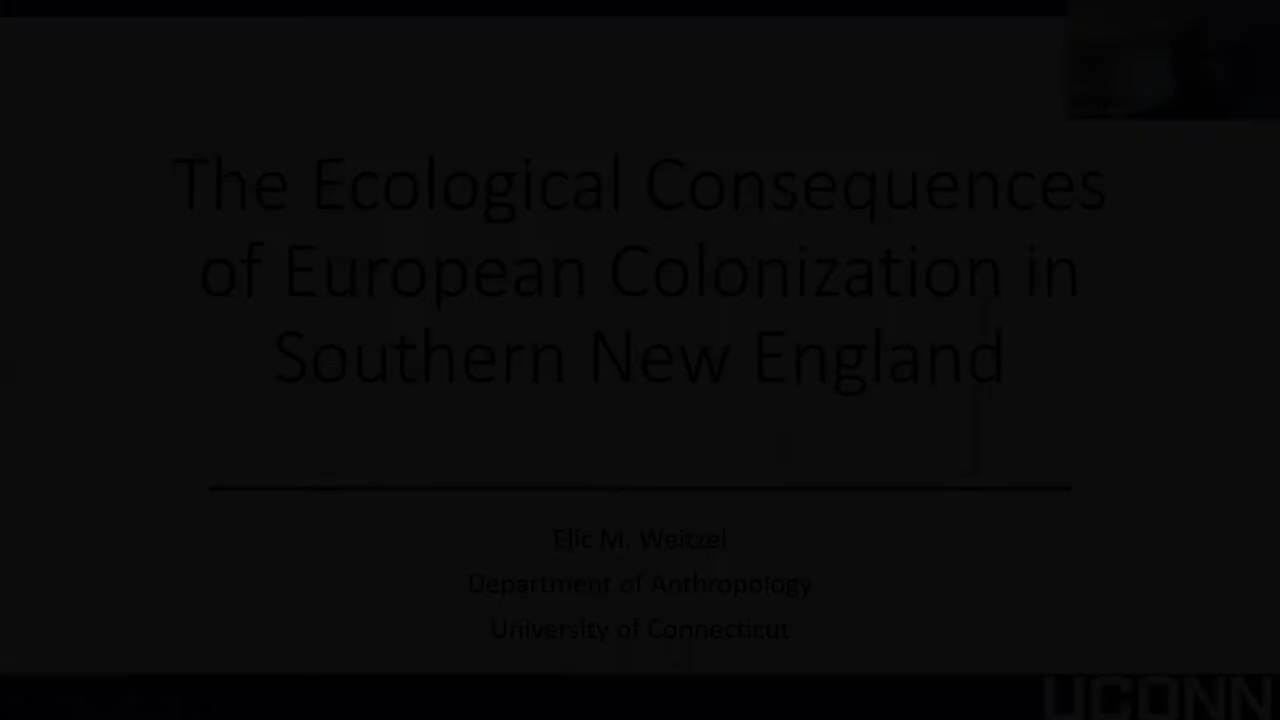 The Ecological Consequences
of European Colonization in
Southern New England
Elic M. Weitzel
Department of Anthropology
University of Connecticut
UCONN